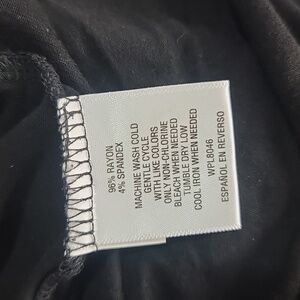 96% RAYON
4% SPANDEX
MACHINE WASH COLD
GENTLE CYCLE
WITH LIKE COLORS
ONLY NON-CHLORINE
BLEACH WHEN NEEDED
TUMBLE DRY LOW
COOL IRON WHEN NEEDED
WPL8046
ESPAÑOL EN REVERSO